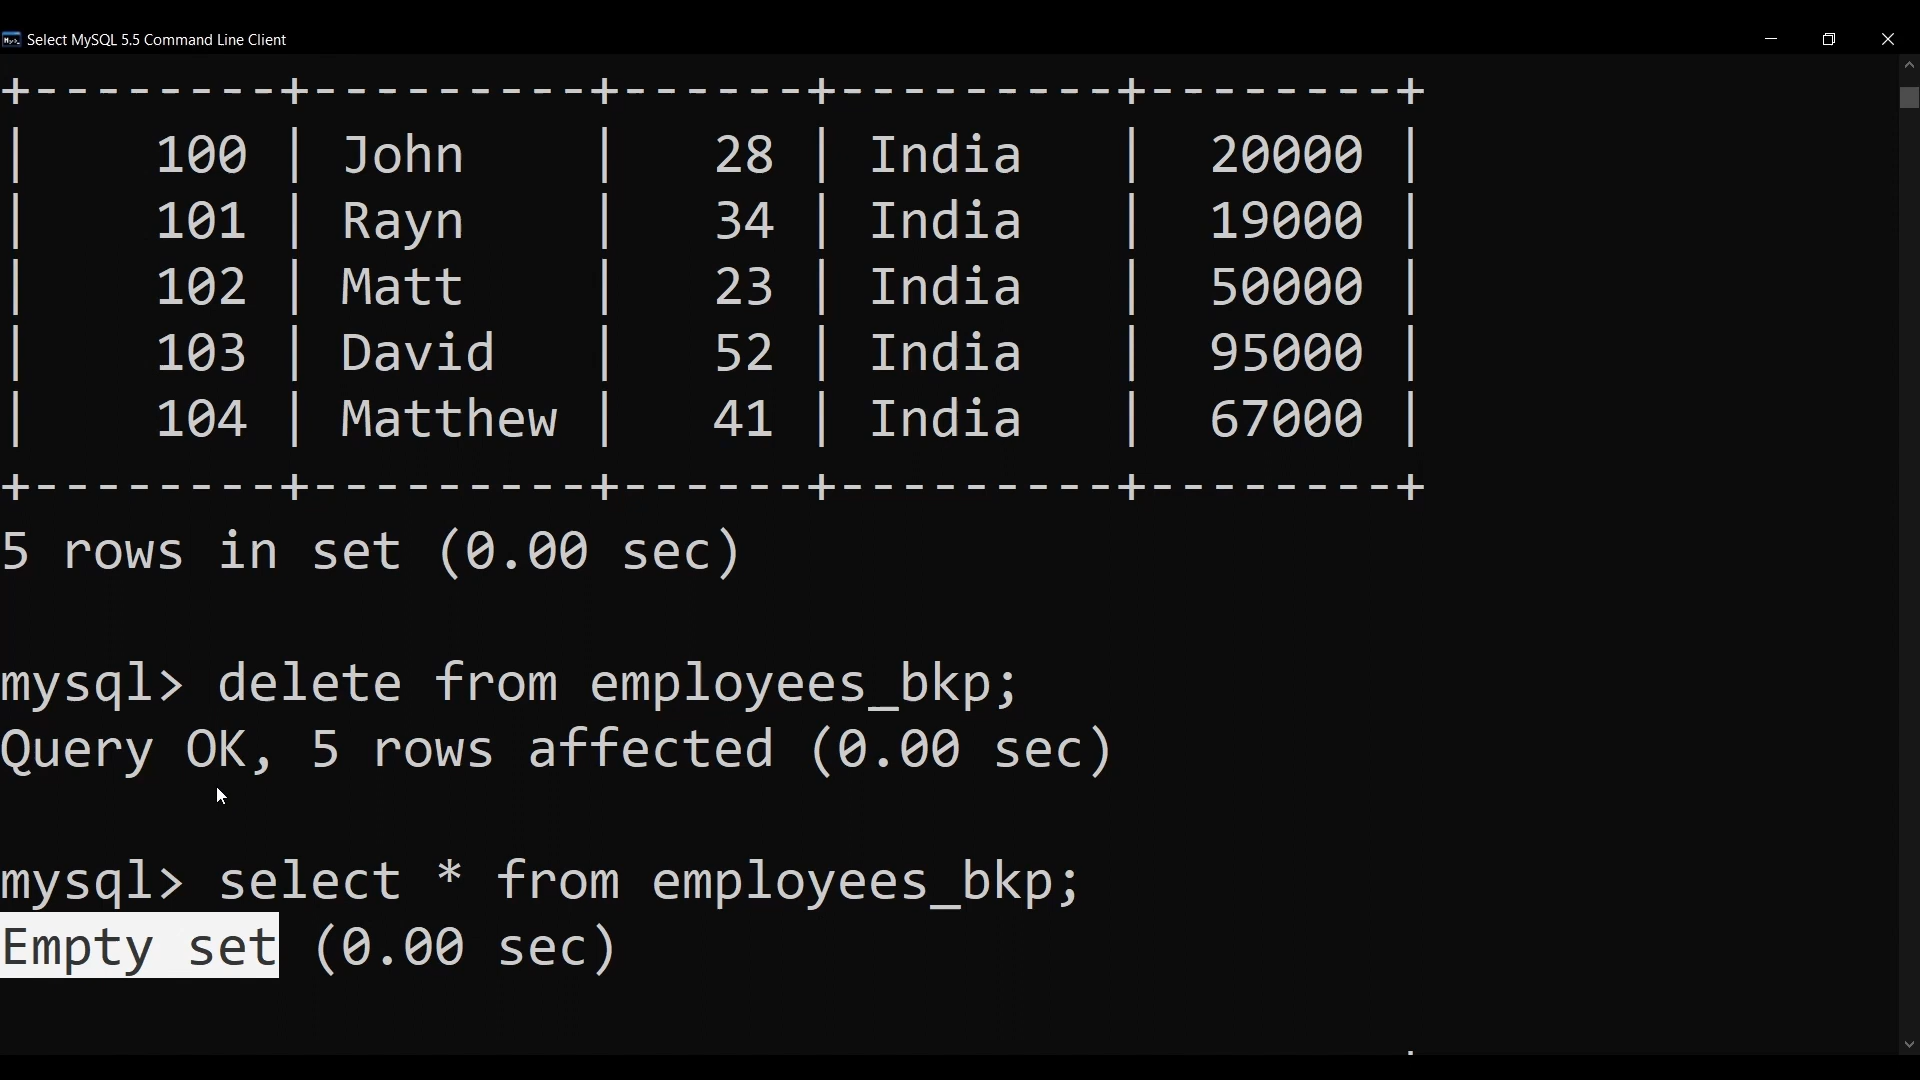 Select MySQL 5.5 Command Line Client
+--------+---------+------+---------+--------+
|    100 | John    |   28 | India   |  20000 |
|    101 | Rayn    |   34 | India   |  19000 |
|    102 | Matt    |   23 | India   |  50000 |
|    103 | David   |   52 | India   |  95000 |
|    104 | Matthew |   41 | India   |  67000 |
+--------+---------+------+---------+--------+
5 rows in set (0.00 sec)
mysql> delete from employees_bkp;
Query OK, 5 rows affected (0.00 sec)
mysql> select * from employees_bkp;
Empty set (0.00 sec)